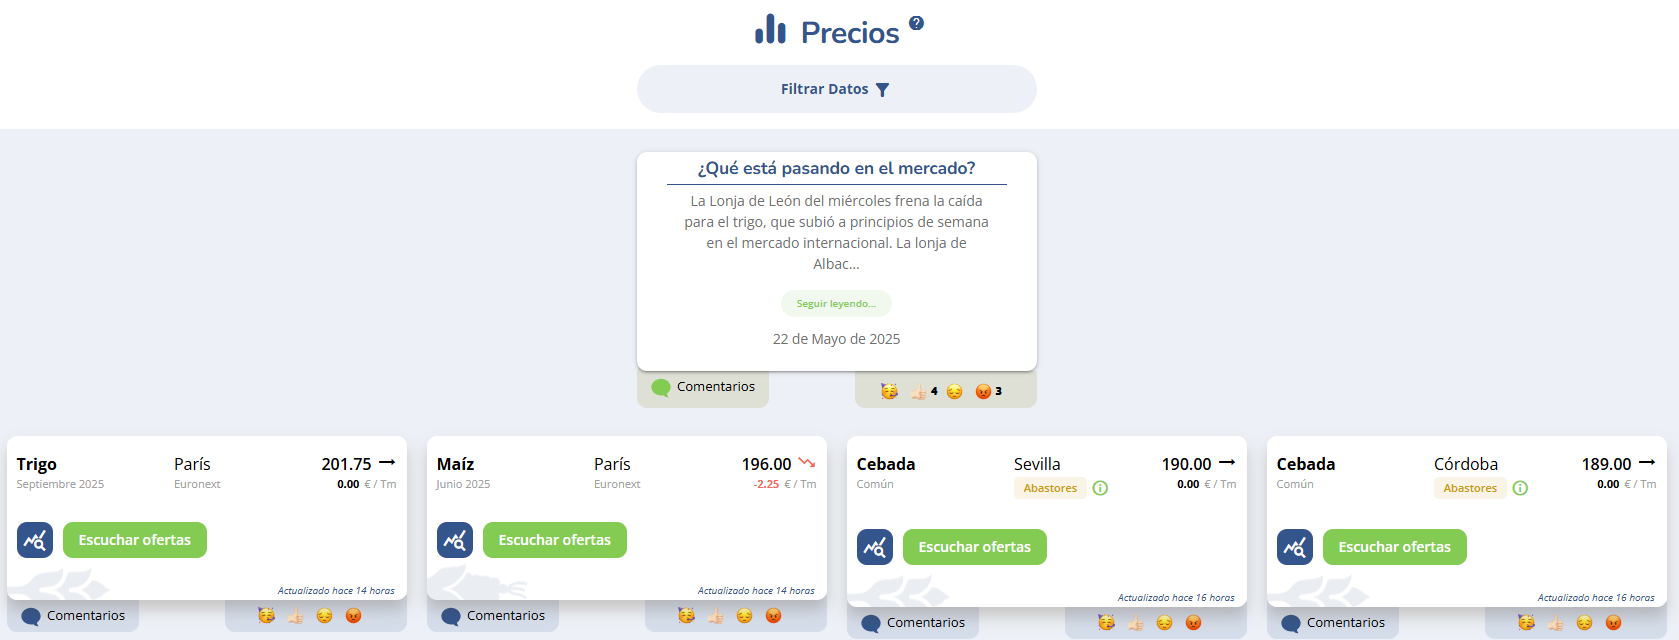 Precios ?
Filtrar Datos
¿Qué está pasando en el mercado?
La Lonja de León del miércoles frena la caída
para el trigo, que subió a principios de semana
en el mercado internacional. La lonja de
Albac...
Seguir leyendo...
22 de Mayo de 2025
Comentarios
4
3
Trigo París 201.75
Septiembre 2025 Euronext 0.00 € / Tm
Escuchar ofertas
Actualizado hace 14 horas
Comentarios
Maíz París 196.00
Junio 2025 Euronext -2.25 € / Tm
Escuchar ofertas
Actualizado hace 14 horas
Comentarios
Cebada Sevilla 190.00
Común Abastores 0.00 € / Tm
Escuchar ofertas
Actualizado hace 16 horas
Comentarios
Cebada Córdoba 189.00
Común Abastores 0.00 € / Tm
Escuchar ofertas
Actualizado hace 16 horas
Comentarios